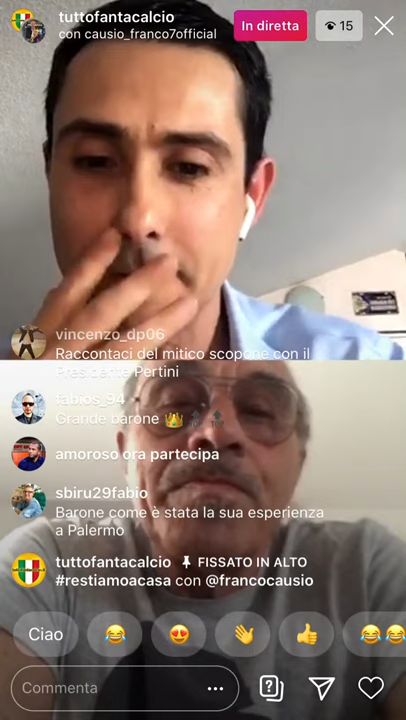 tuttofantacalcio
con causio_franco7official
In diretta
15
vincenzo_dp06
Raccontaci del mitico scopone con il
Presidente Pertini
fabios_94
Grande barone 👑
amoroso ora partecipa
sbiru29fabio
Barone come è stata la sua esperienza
a Palermo
tuttofantacalcio 📌 FISSATO IN ALTO
#restiamoacasa con @francocausio
Ciao 😂 😍 👋 👍 😂😂
Commenta